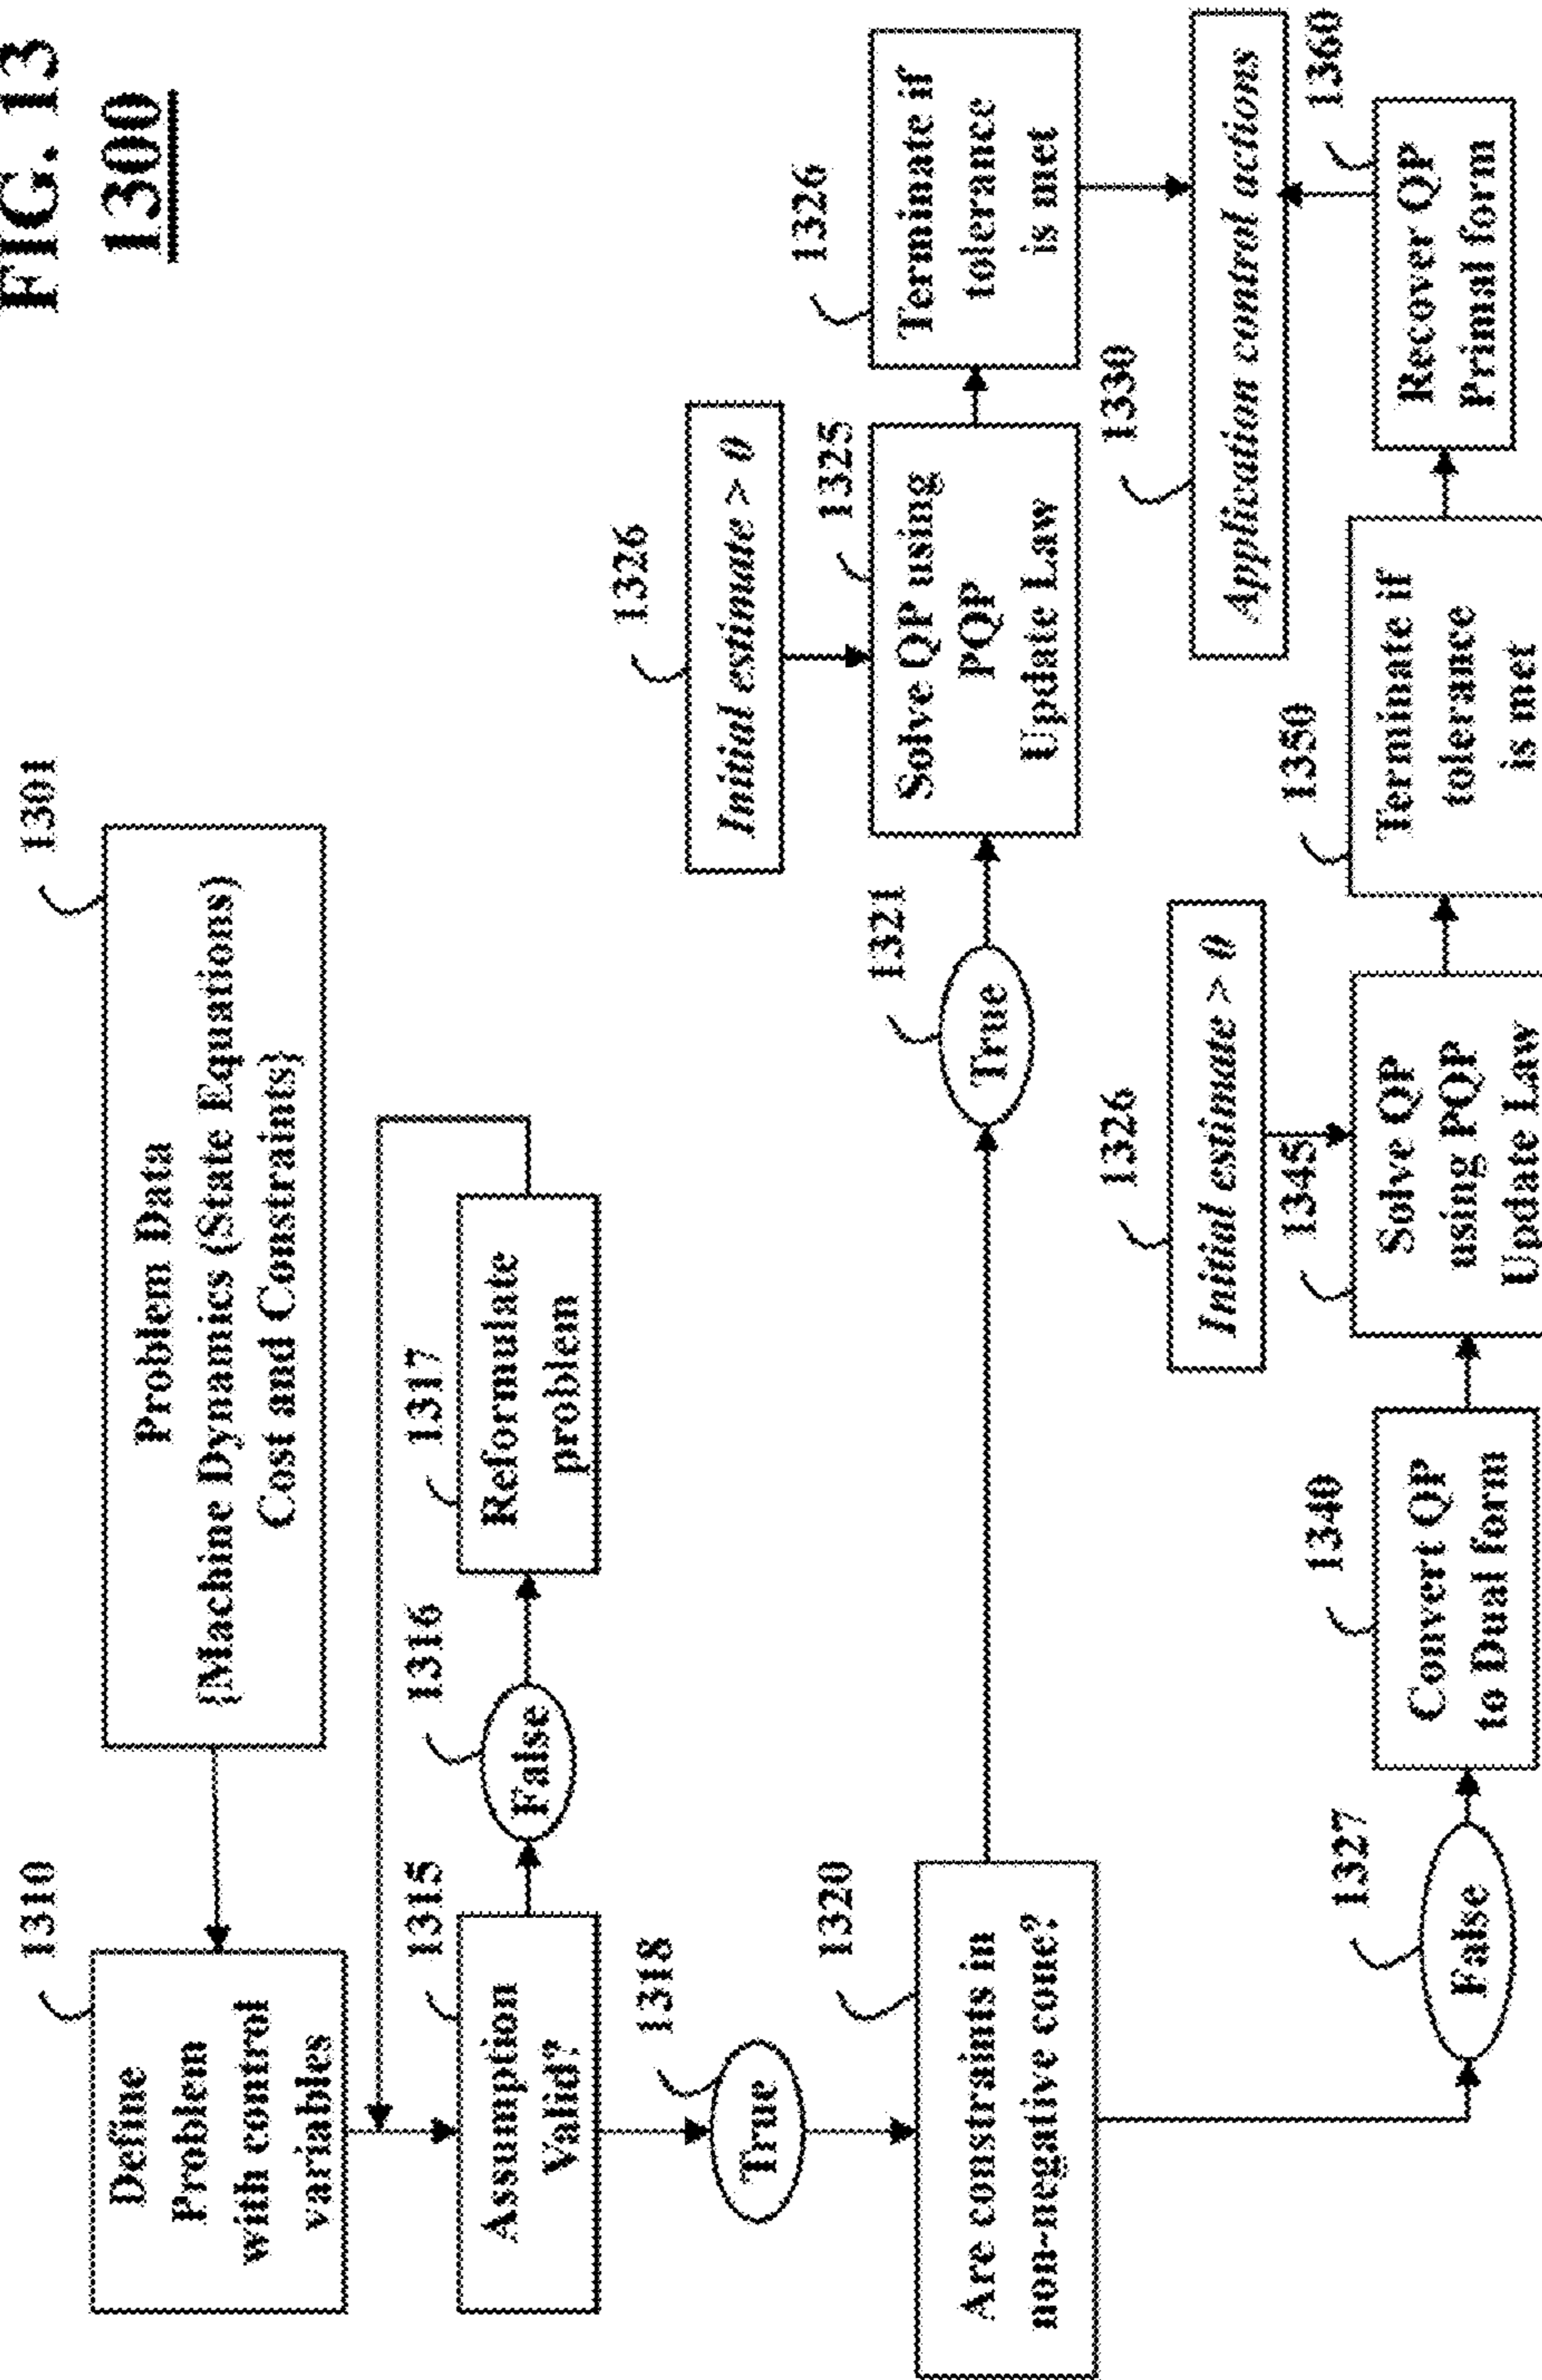 FIG. 13
1300
1301
Problem Data
{Machine Dynamics (State Equations)
Cost and Constraints}
1310
Define
Problem
with control
variables
1315
Assumption
Valid?
1316
False
1317
Reformulate
problem
1318
True
1320
Are constraints in
non-negative cone?
1321
True
1326
Initial estimate > 0
1325
Solve QP using
PQP
Update Law
1326
Terminate if
tolerance
is met
1330
Application control actions
1327
False
1340
Convert QP
to Dual form
1326
Initial estimate > 0
1345
Solve QP
using PQP
Update Law
1350
Terminate if
tolerance
is met
1360
Recover QP
Primal form